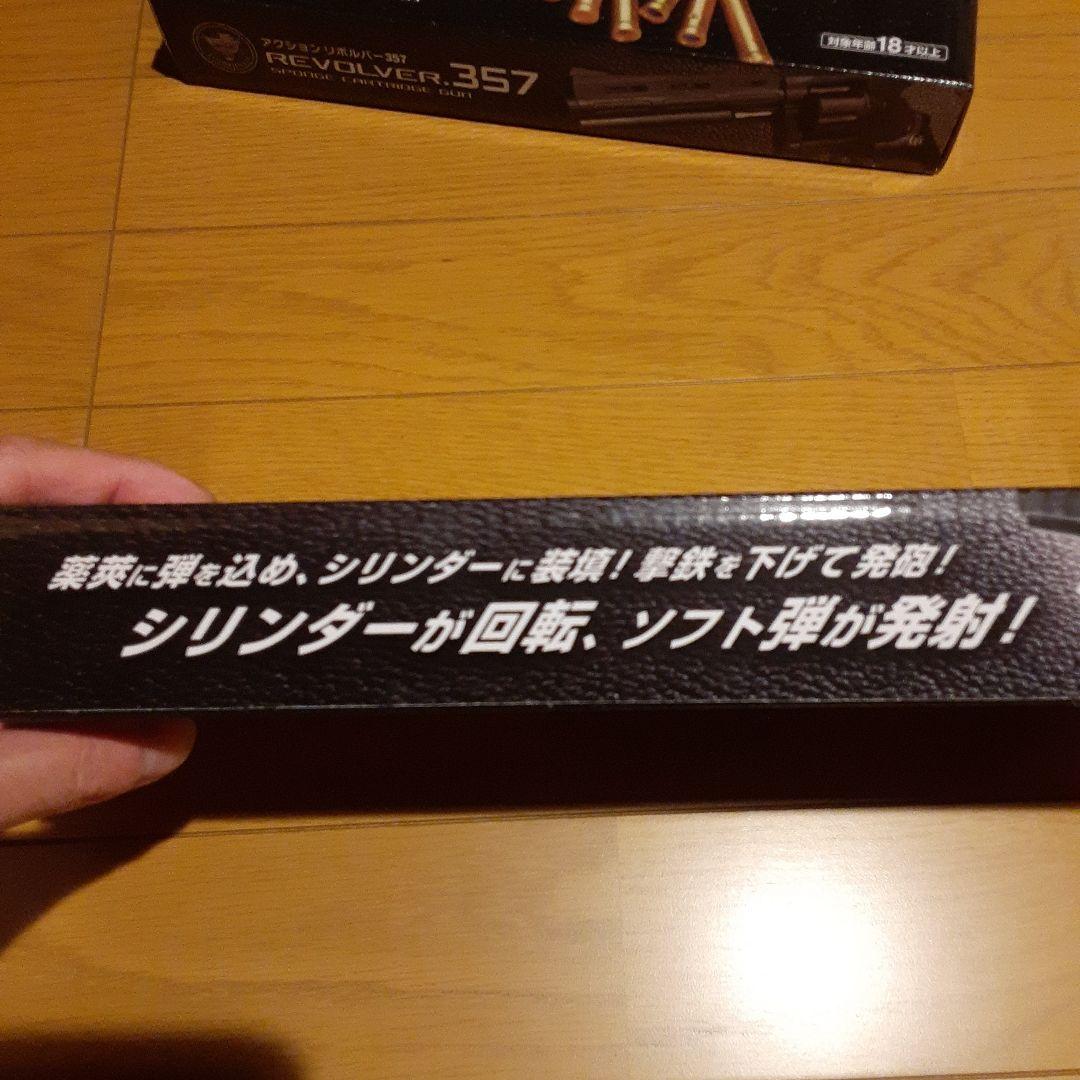 アクションリボルバー357
REVOLVER.357
SPONGE CARTRIDGE GUN
対象年齢18才以上
薬莢に弾を込め、シリンダーに装填！撃鉄を下げて発砲！
シリンダーが回転、ソフト弾が発射！